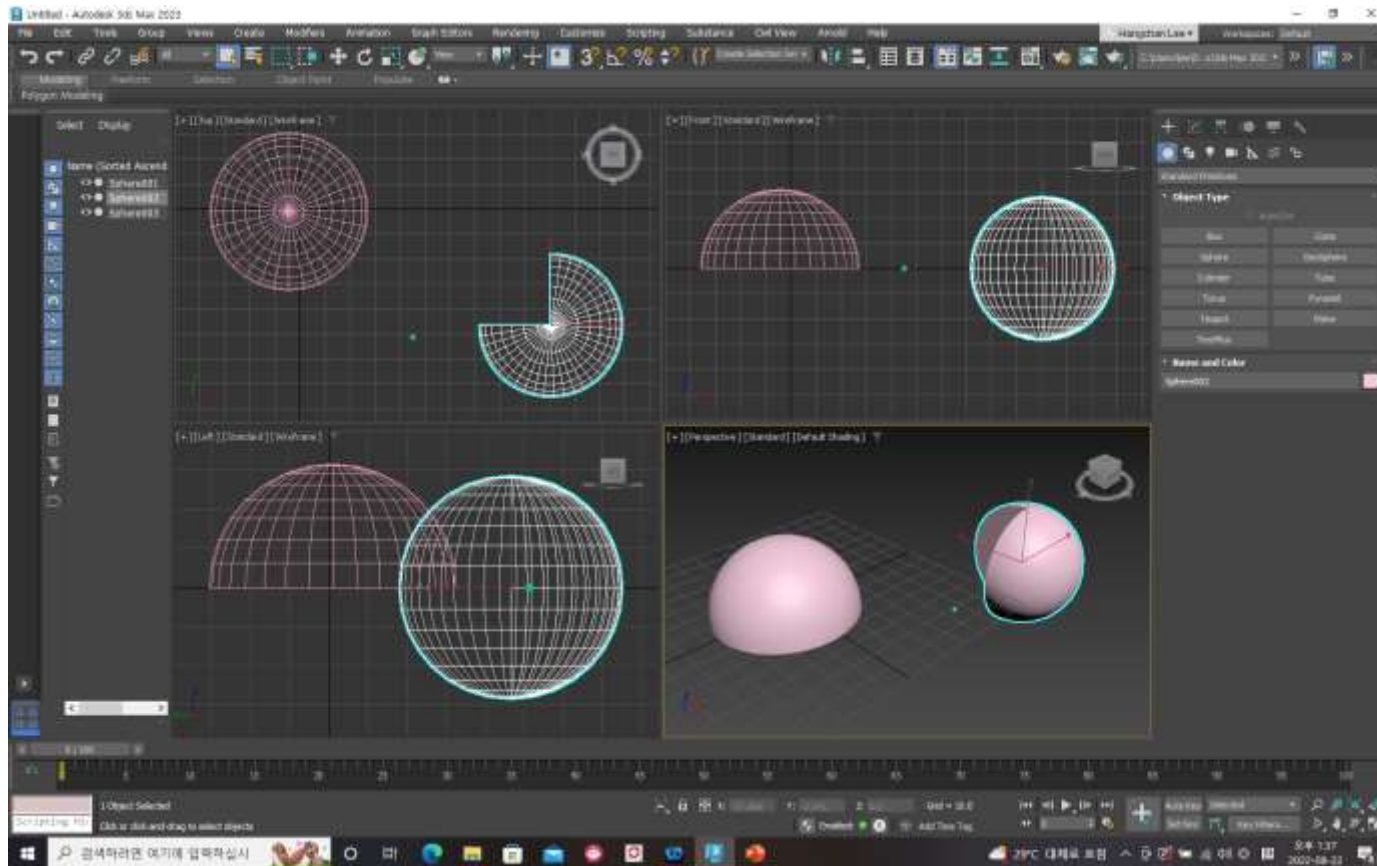 Untitled - Autodesk 3ds Max 2023
File Edit Tools Group Views Create Modifiers Animation Graph Editors Rendering Customize Scripting Substance Civil View Arnold Help
Workspaces: Default
Modeling Freeform Selection Object Paint Populate
Polygon Modeling
Select Display
[+][Top][Standard][Wireframe]
[+][Front][Standard][Wireframe]
Name (Sorted Ascend
Sphere001
Sphere002
Sphere003
Standard Primitives
Object Type
AutoGrid
Box Cone
Sphere GeoSphere
Cylinder Tube
Torus Pyramid
Teapot Plane
TextPlus
Name and Color
Sphere002
[+][Left][Standard][Wireframe]
[+][Perspective][Standard][Default Shading]
0 / 100
5 10 15 20 25 30 35 40 45 50 55 60 65 70 75 80 85 90 95 100
1 Object Selected
Click or click-and-drag to select objects
Grid = 10.0
Enabled
Add Time Tag
Auto Key
Set Key
검색하려면 여기에 입력하십시
29°C 대체로 흐림
오후 1:37
2022-08-22